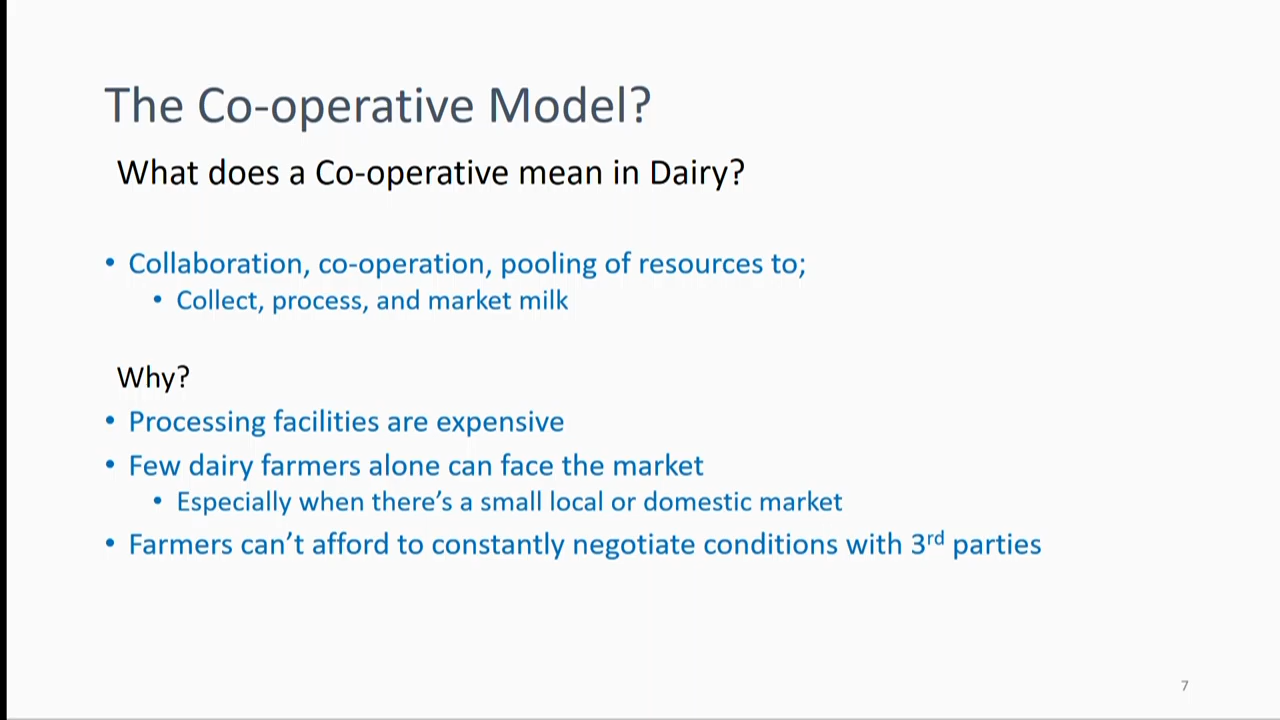 The Co-operative Model?
What does a Co-operative mean in Dairy?
• Collaboration, co-operation, pooling of resources to;
• Collect, process, and market milk
Why?
• Processing facilities are expensive
• Few dairy farmers alone can face the market
• Especially when there’s a small local or domestic market
• Farmers can’t afford to constantly negotiate conditions with 3rd parties
7